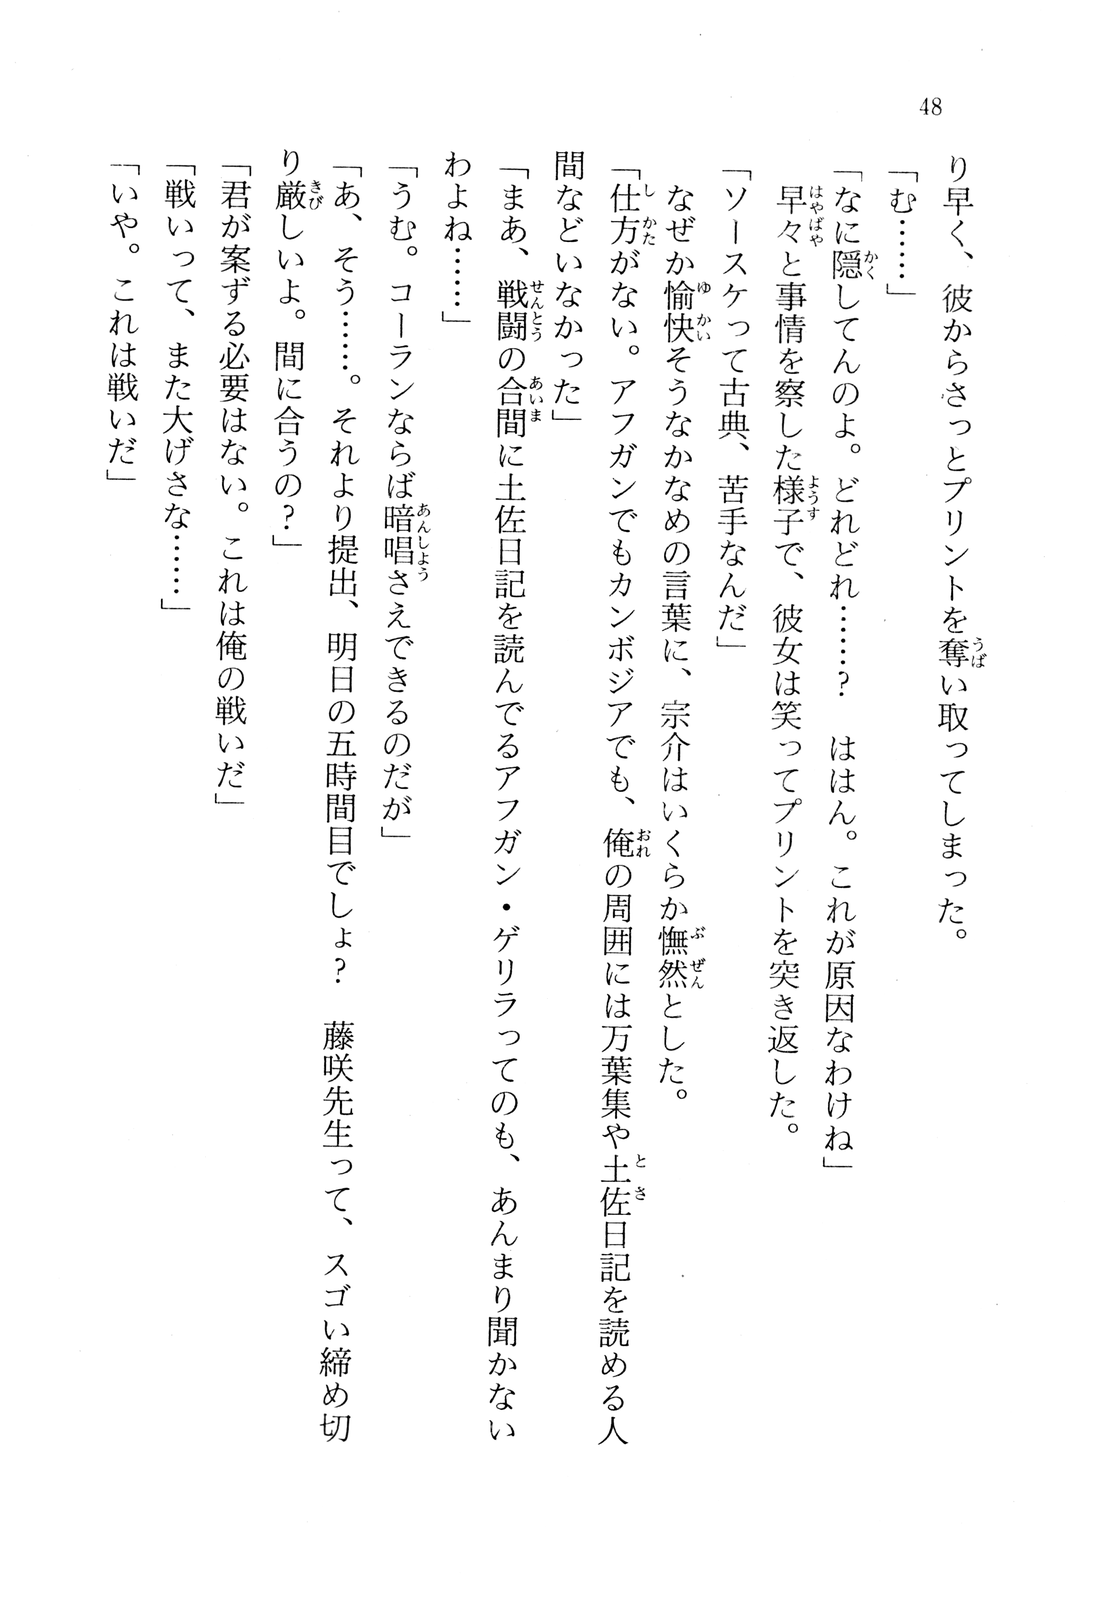 48
り早く、彼からさっとプリントを奪い取ってしまった。
「む……」
「なに隠してんのよ。どれどれ……?　ははん。これが原因なわけね」
早々と事情を察した様子で、彼女は笑ってプリントを突き返した。
「ソースケって古典、苦手なんだ」
なぜか愉快そうなかなめの言葉に、宗介はいくらか憮然とした。
「仕方がない。アフガンでもカンボジアでも、俺の周囲には万葉集や土佐日記を読める人
間などいなかった」
「まあ、戦闘の合間に土佐日記を読んでるアフガン・ゲリラってのも、あんまり聞かない
わよね……」
「うむ。コーランならば暗唱さえできるのだが」
「あ、そう……。それより提出、明日の五時間目でしょ?　藤咲先生って、スゴい締め切
り厳しいよ。間に合うの?」
「君が案ずる必要はない。これは俺の戦いだ」
「戦いって、また大げさな……」
「いや。これは戦いだ」